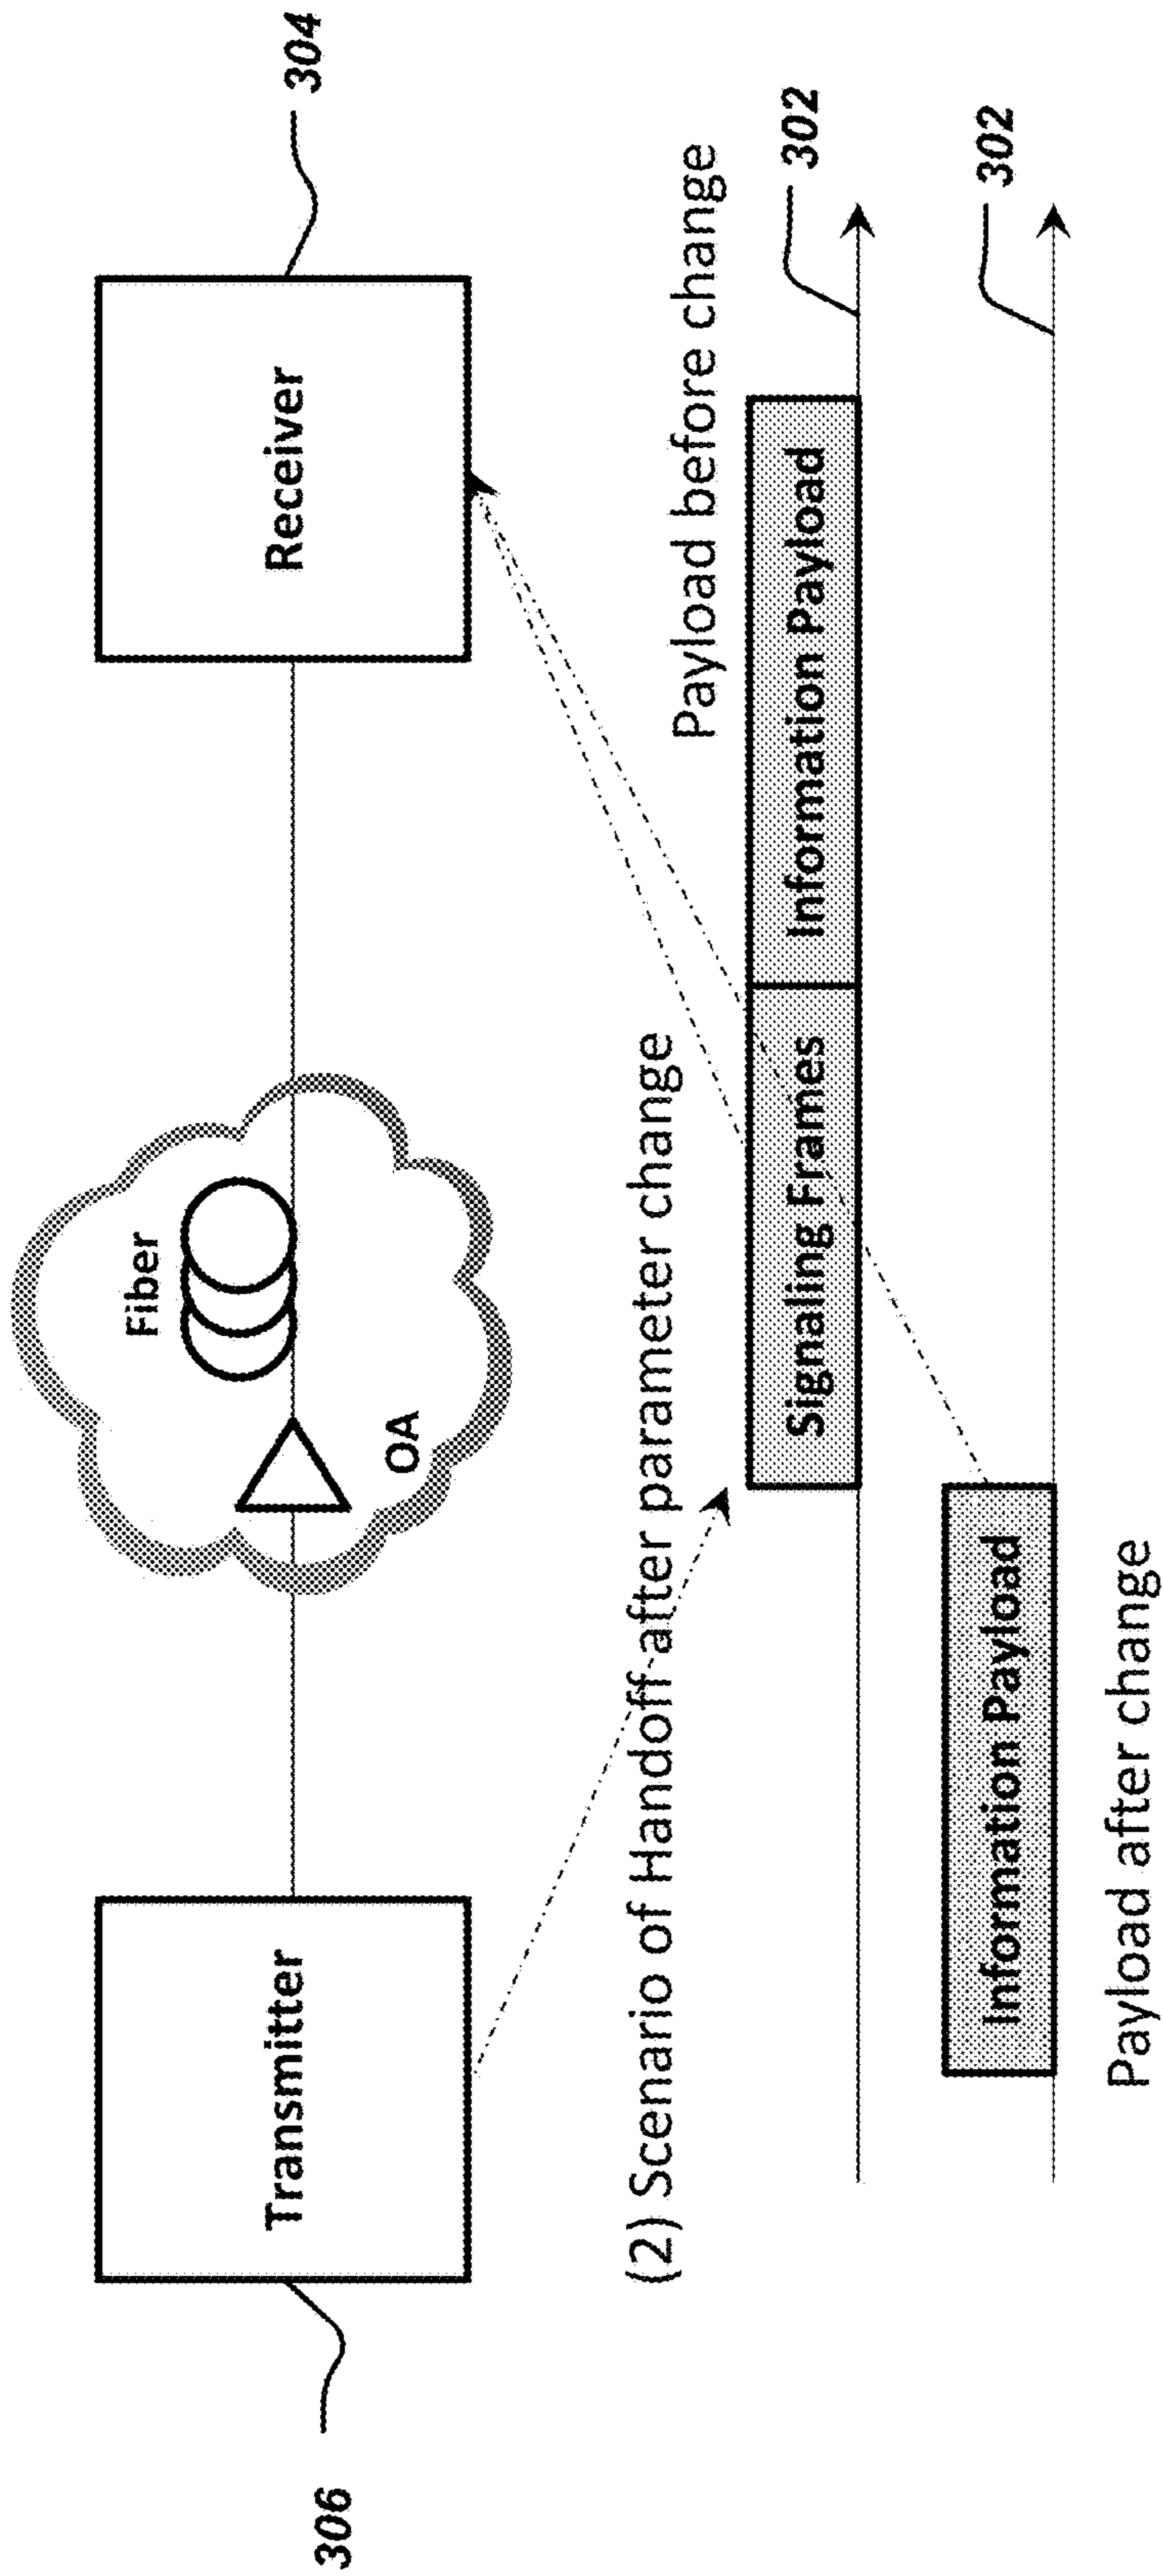 306
Transmitter
Fiber
OA
Receiver
304
(2) Scenario of Handoff after parameter change
Payload before change
Signaling Frames
Information Payload
302
Information Payload
302
Payload after change